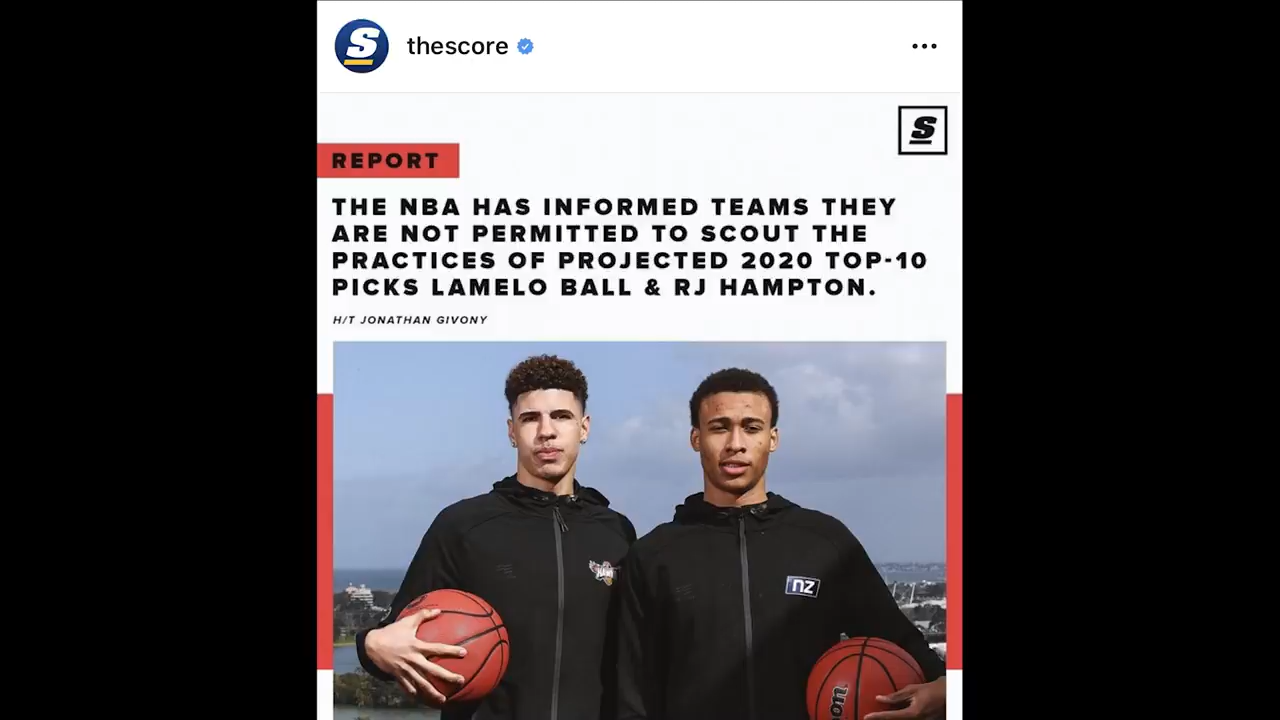 thescore
S
REPORT
THE NBA HAS INFORMED TEAMS THEY
ARE NOT PERMITTED TO SCOUT THE
PRACTICES OF PROJECTED 2020 TOP-10
PICKS LAMELO BALL & RJ HAMPTON.
H/T JONATHAN GIVONY
nz